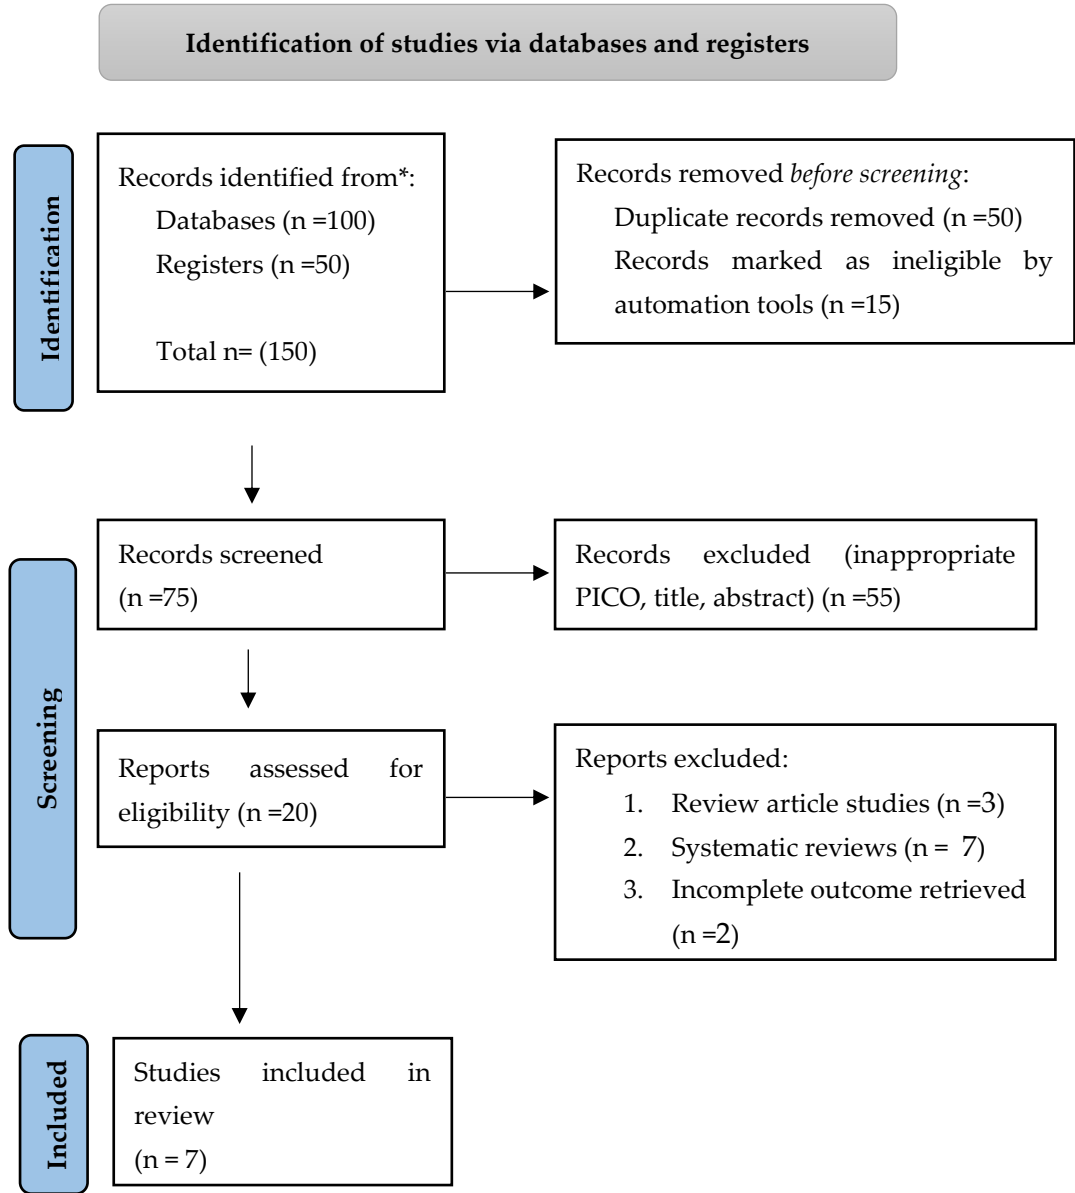 Identification of studies via databases and registers
Identification
Records identified from*:
Databases (n =100)
Registers (n =50)
Total n= (150)
Records removed before screening:
Duplicate records removed (n =50)
Records marked as ineligible by
automation tools (n =15)
Screening
Records screened
(n =75)
Records excluded (inappropriate
PICO, title, abstract) (n =55)
Reports assessed for
eligibility (n =20)
Reports excluded:
1. Review article studies (n =3)
2. Systematic reviews (n = 7)
3. Incomplete outcome retrieved
(n =2)
Included
Studies included in
review
(n = 7)